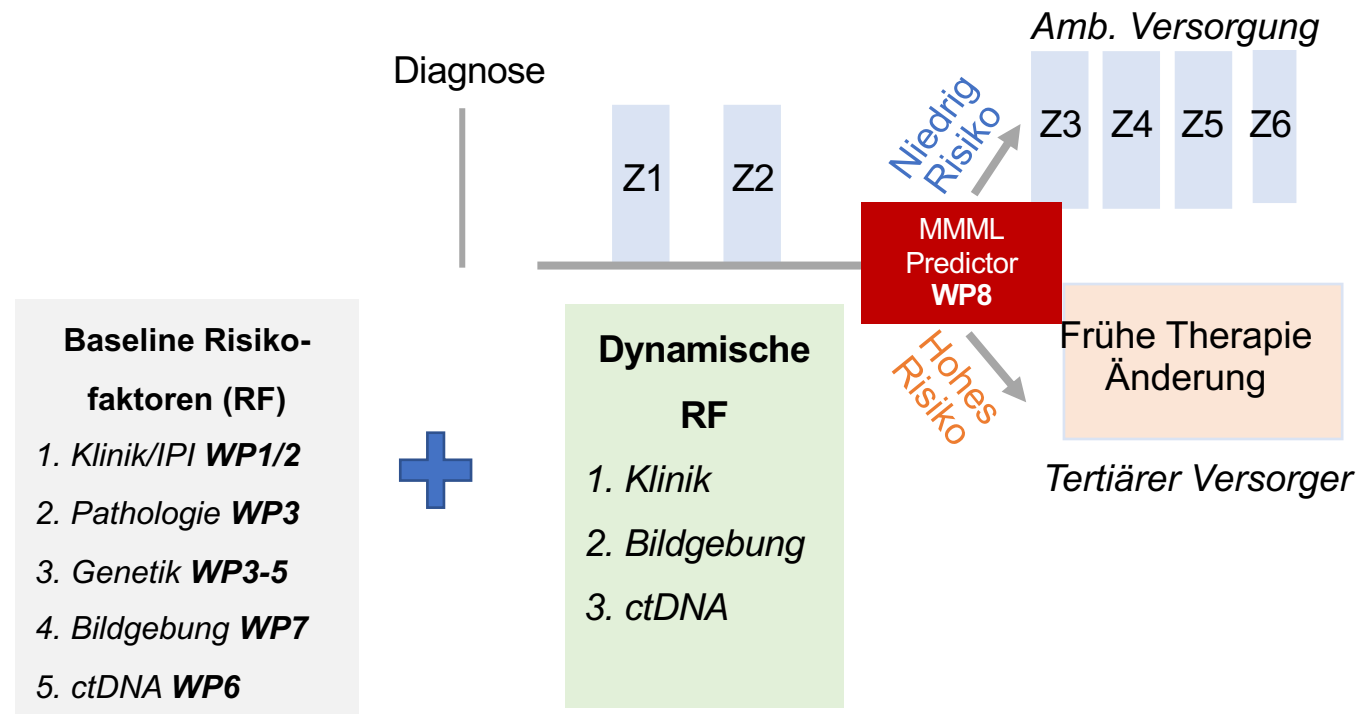 Amb. Versorgung
Diagnose
Z1
Z2
Niedrig
Risiko
Z3
Z4
Z5
Z6
MMML
Predictor
WP8
Hohes
Risiko
Frühe Therapie
Änderung
Tertiärer Versorger
Baseline Risiko-
faktoren (RF)
1. Klinik/IPI WP1/2
2. Pathologie WP3
3. Genetik WP3-5
4. Bildgebung WP7
5. ctDNA WP6
Dynamische
RF
1. Klinik
2. Bildgebung
3. ctDNA